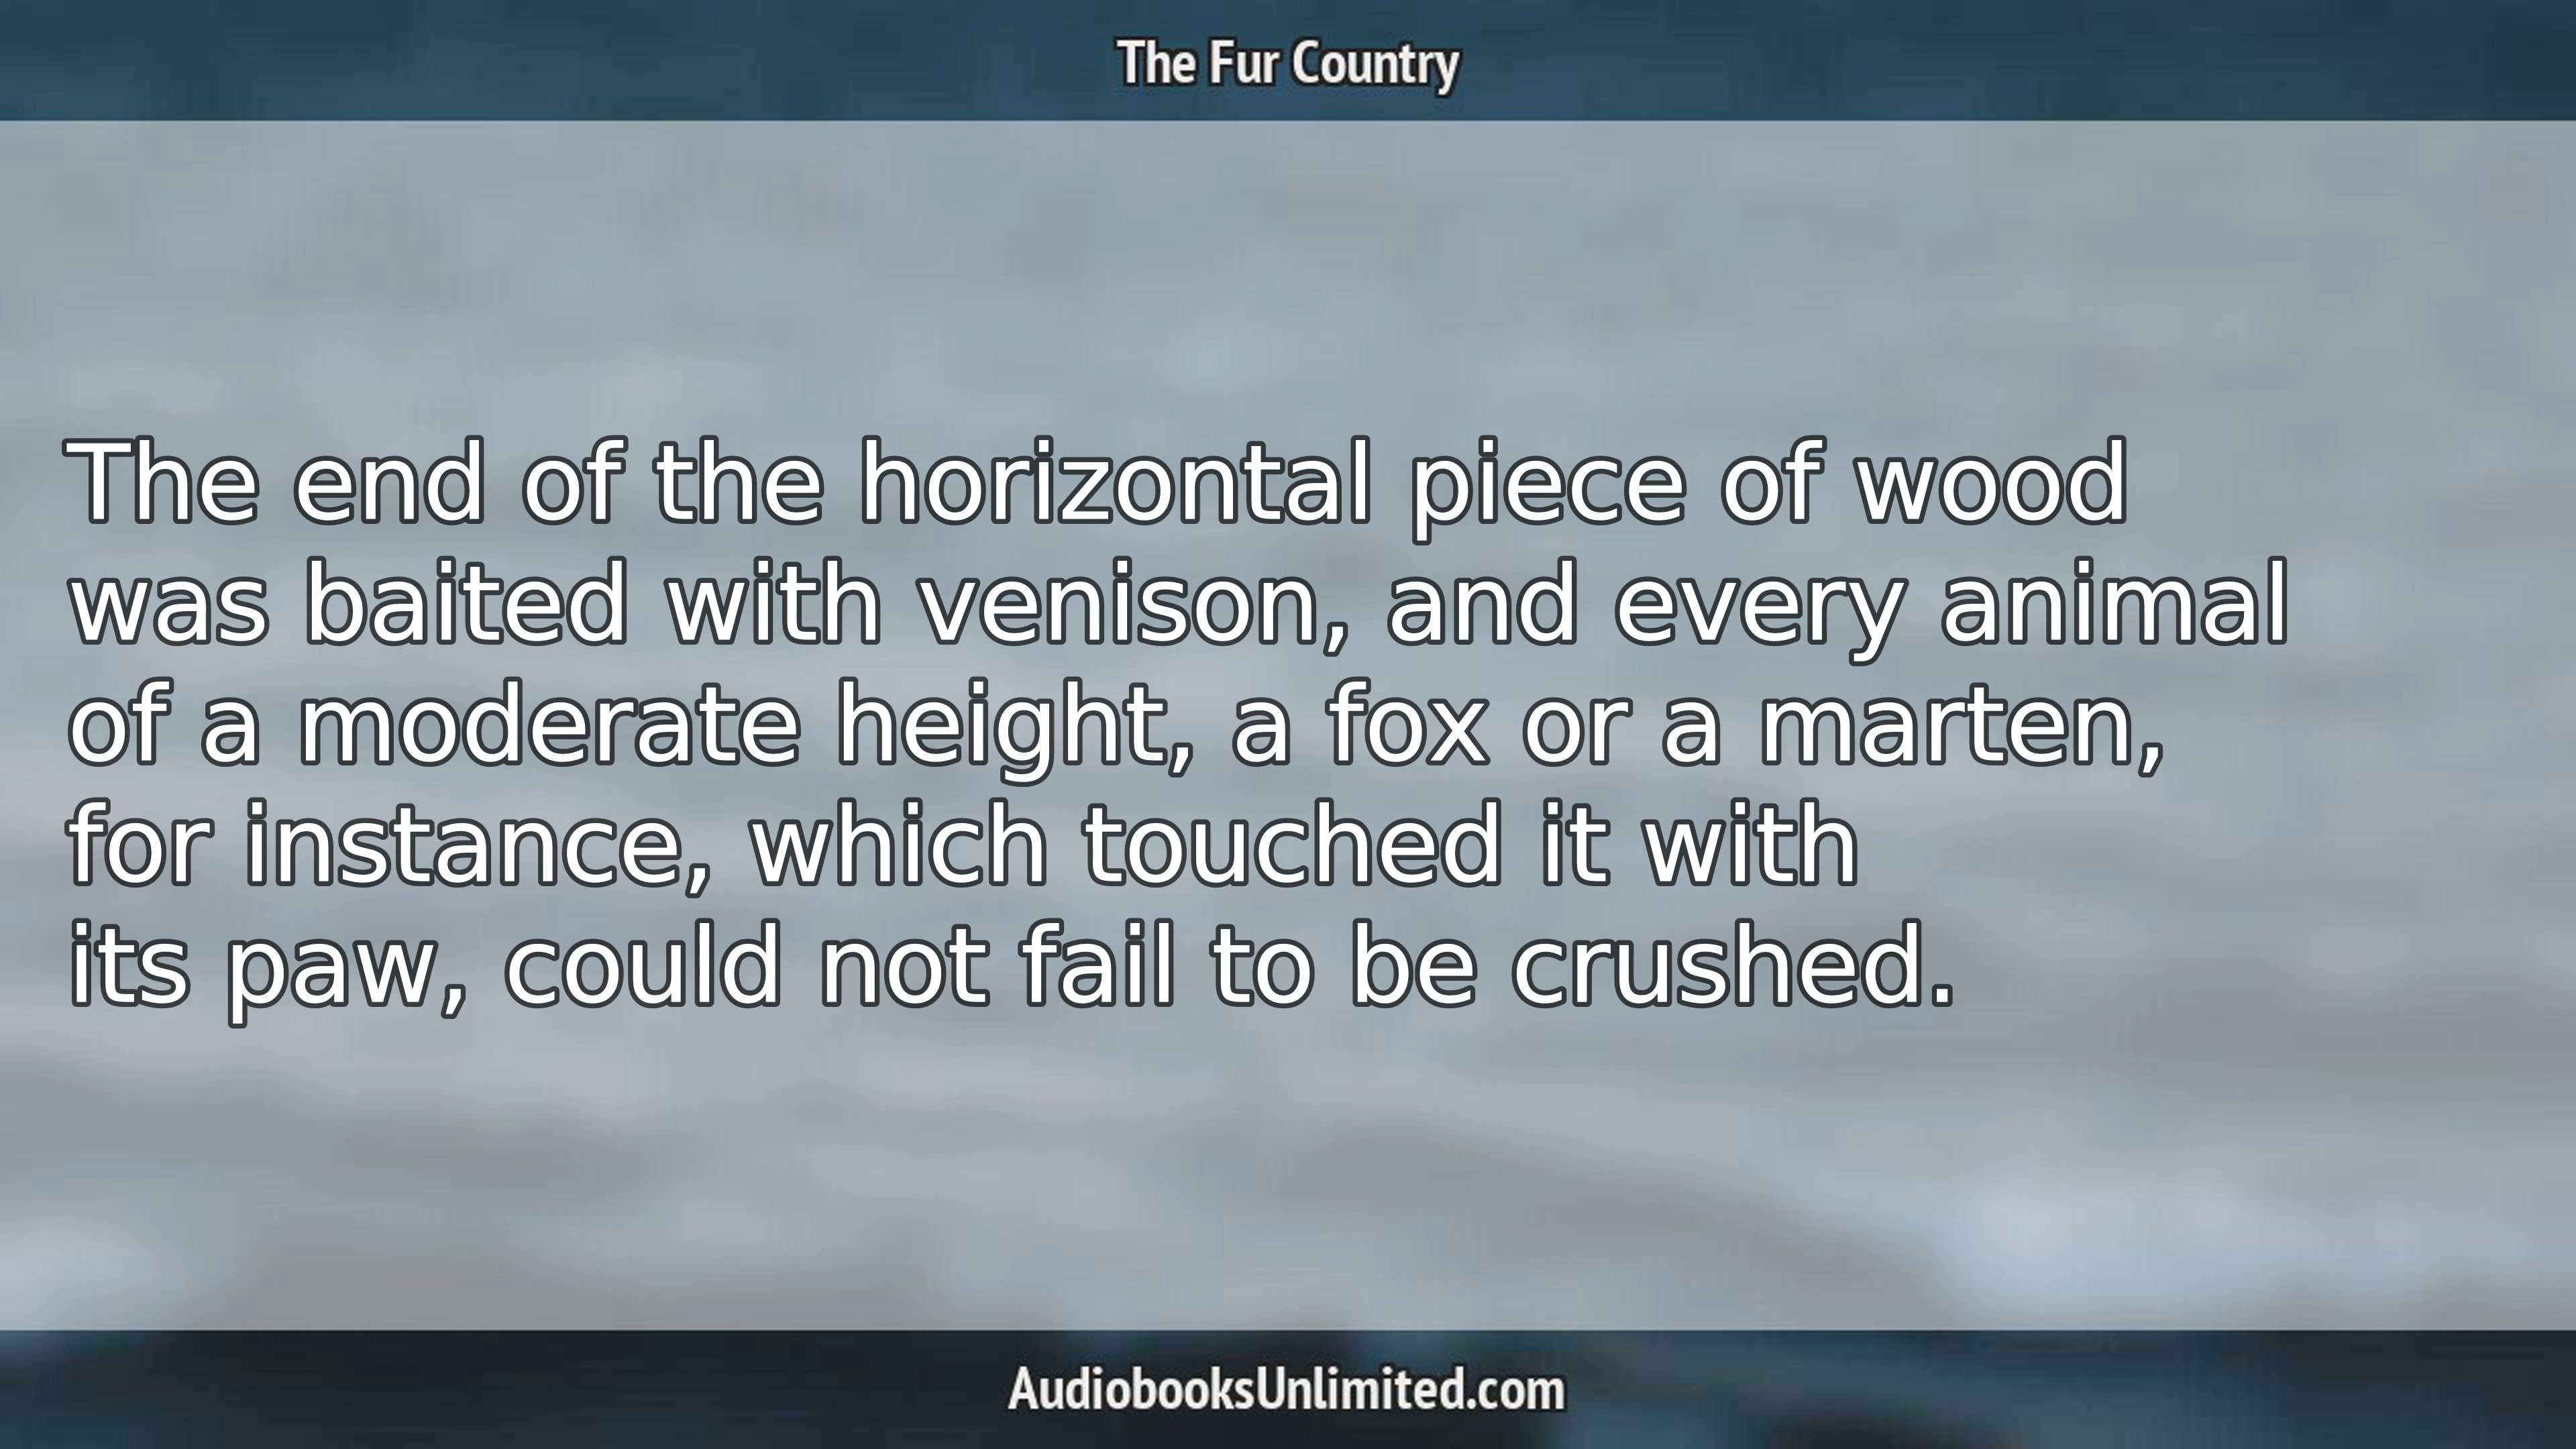 The Fur Country
The end of the horizontal piece of wood
was baited with venison, and every animal
of a moderate height, a fox or a marten,
for instance, which touched it with
its paw, could not fail to be crushed.
AudiobooksUnlimited.com